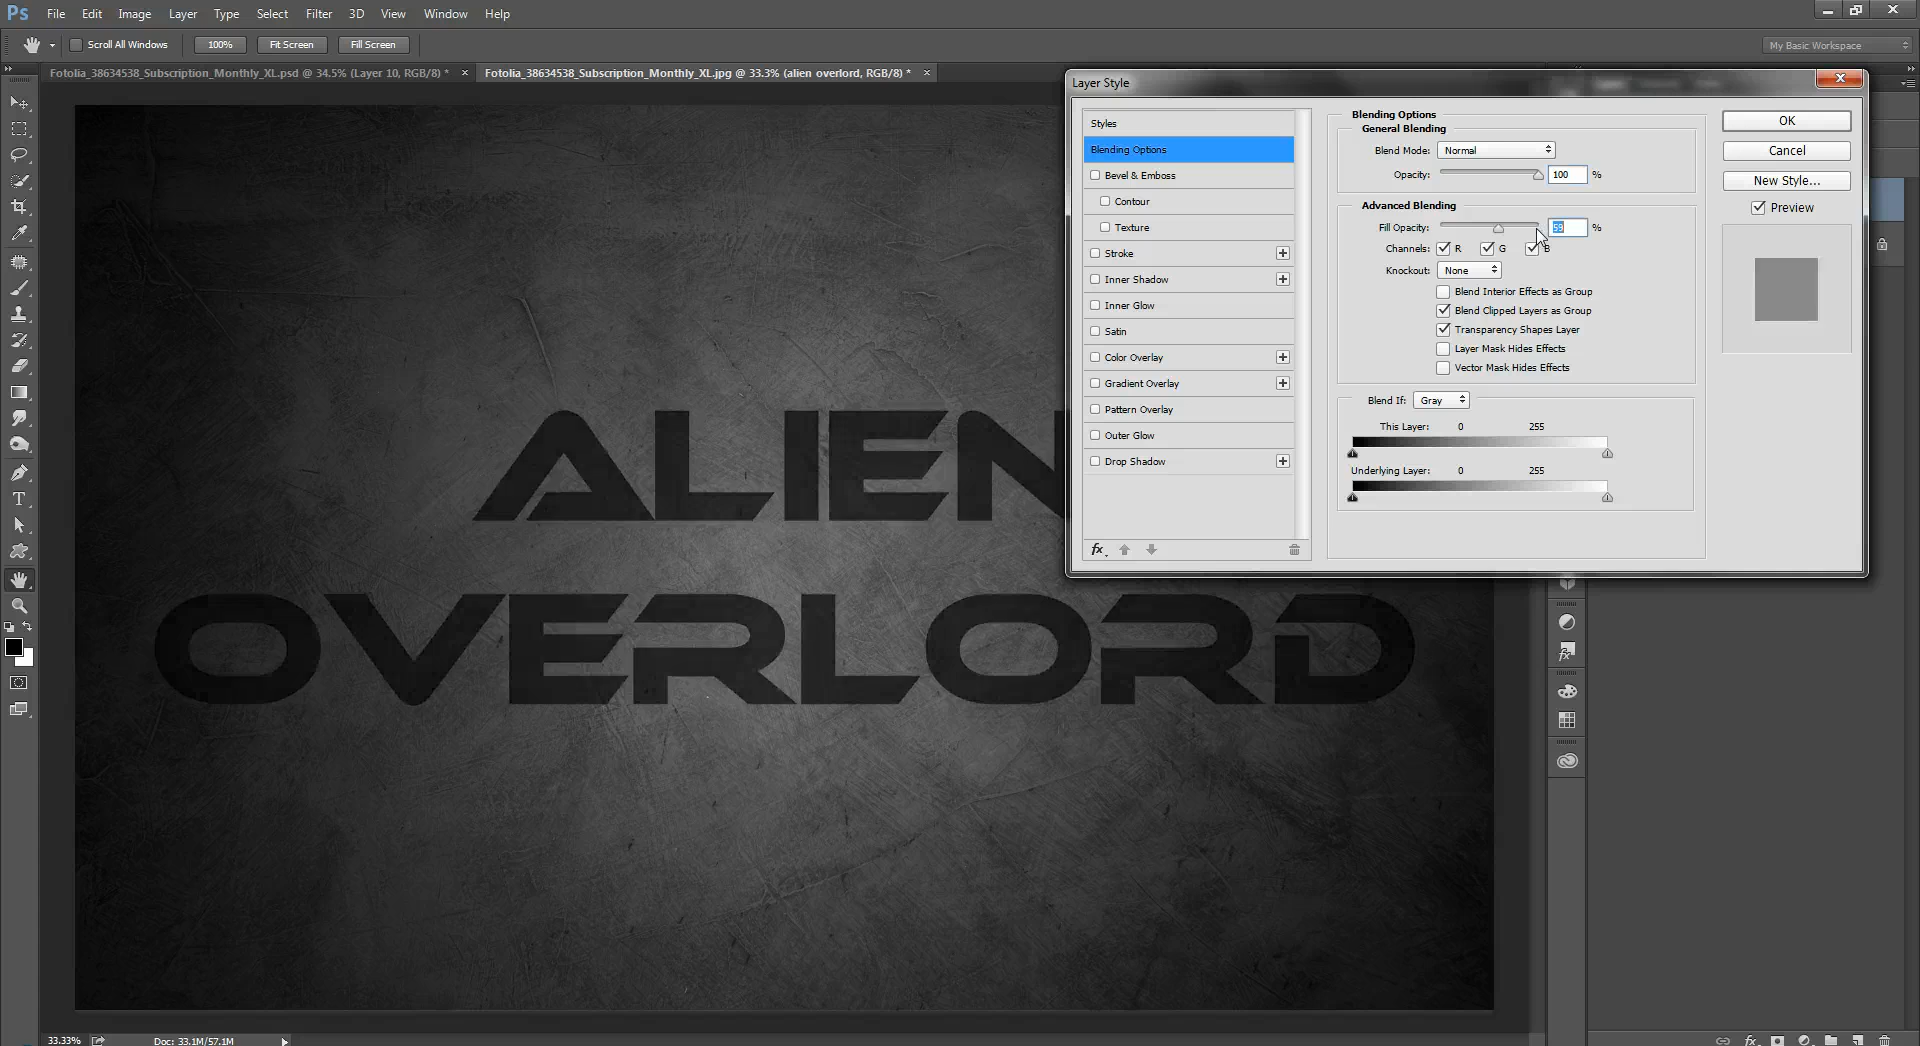 Ps File Edit Image Layer Type Select Filter 3D View Window Help
Scroll All Windows 100% Fit Screen Fill Screen My Basic Workspace
Fotolia_38634538_Subscription_Monthly_XL.psd @ 34.5% (Layer 10, RGB/8) * × Fotolia_38634538_Subscription_Monthly_XL.jpg @ 33.3% (alien overlord, RGB/8) * ×
Layer Style
Styles
Blending Options
Bevel & Emboss
Contour
Texture
Stroke
Inner Shadow
Inner Glow
Satin
Color Overlay
Gradient Overlay
Pattern Overlay
Outer Glow
Drop Shadow
fx
Blending Options
General Blending
Blend Mode: Normal
Opacity: 100 %
Advanced Blending
Fill Opacity: 59 %
Channels: R G B
Knockout: None
Blend Interior Effects as Group
Blend Clipped Layers as Group
Transparency Shapes Layer
Layer Mask Hides Effects
Vector Mask Hides Effects
Blend If: Gray
This Layer: 0 255
Underlying Layer: 0 255
OK
Cancel
New Style...
Preview
ALIEN
OVERLORD
33.33% Doc: 33.1M/57.1M